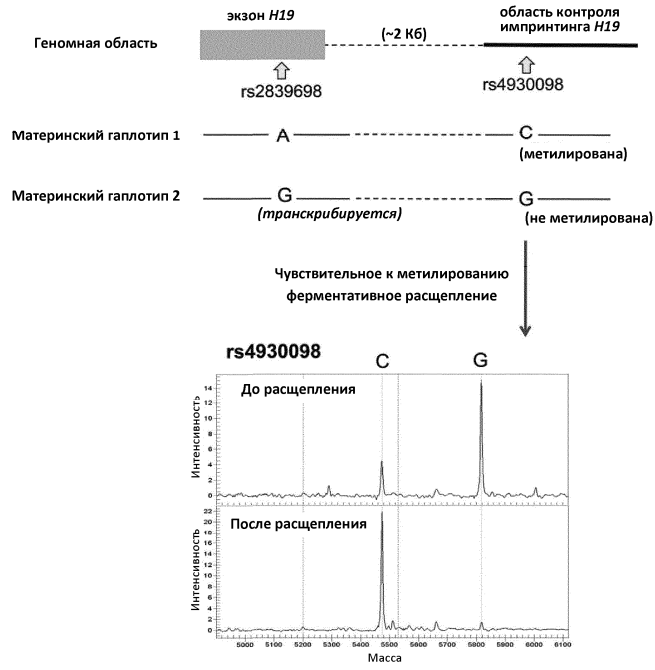 экзон H19
область контроля
импринтинга H19
Геномная область
(~2 Кб)
rs2839698
rs4930098
Материнский гаплотип 1
A
C
(метилирована)
Материнский гаплотип 2
G
G
(транскрибируется)
(не метилирована)
Чувствительное к метилированию
ферментативное расщепление
rs4930098
C
G
До расщепления
Интенсивность
14
12
10
8
6
4
2
0
После расщепления
Интенсивность
22
20
18
16
14
12
10
8
6
4
2
0
5000 5100 5200 5300 5400 5500 5600 5700 5800 5900 6000 6100
Масса